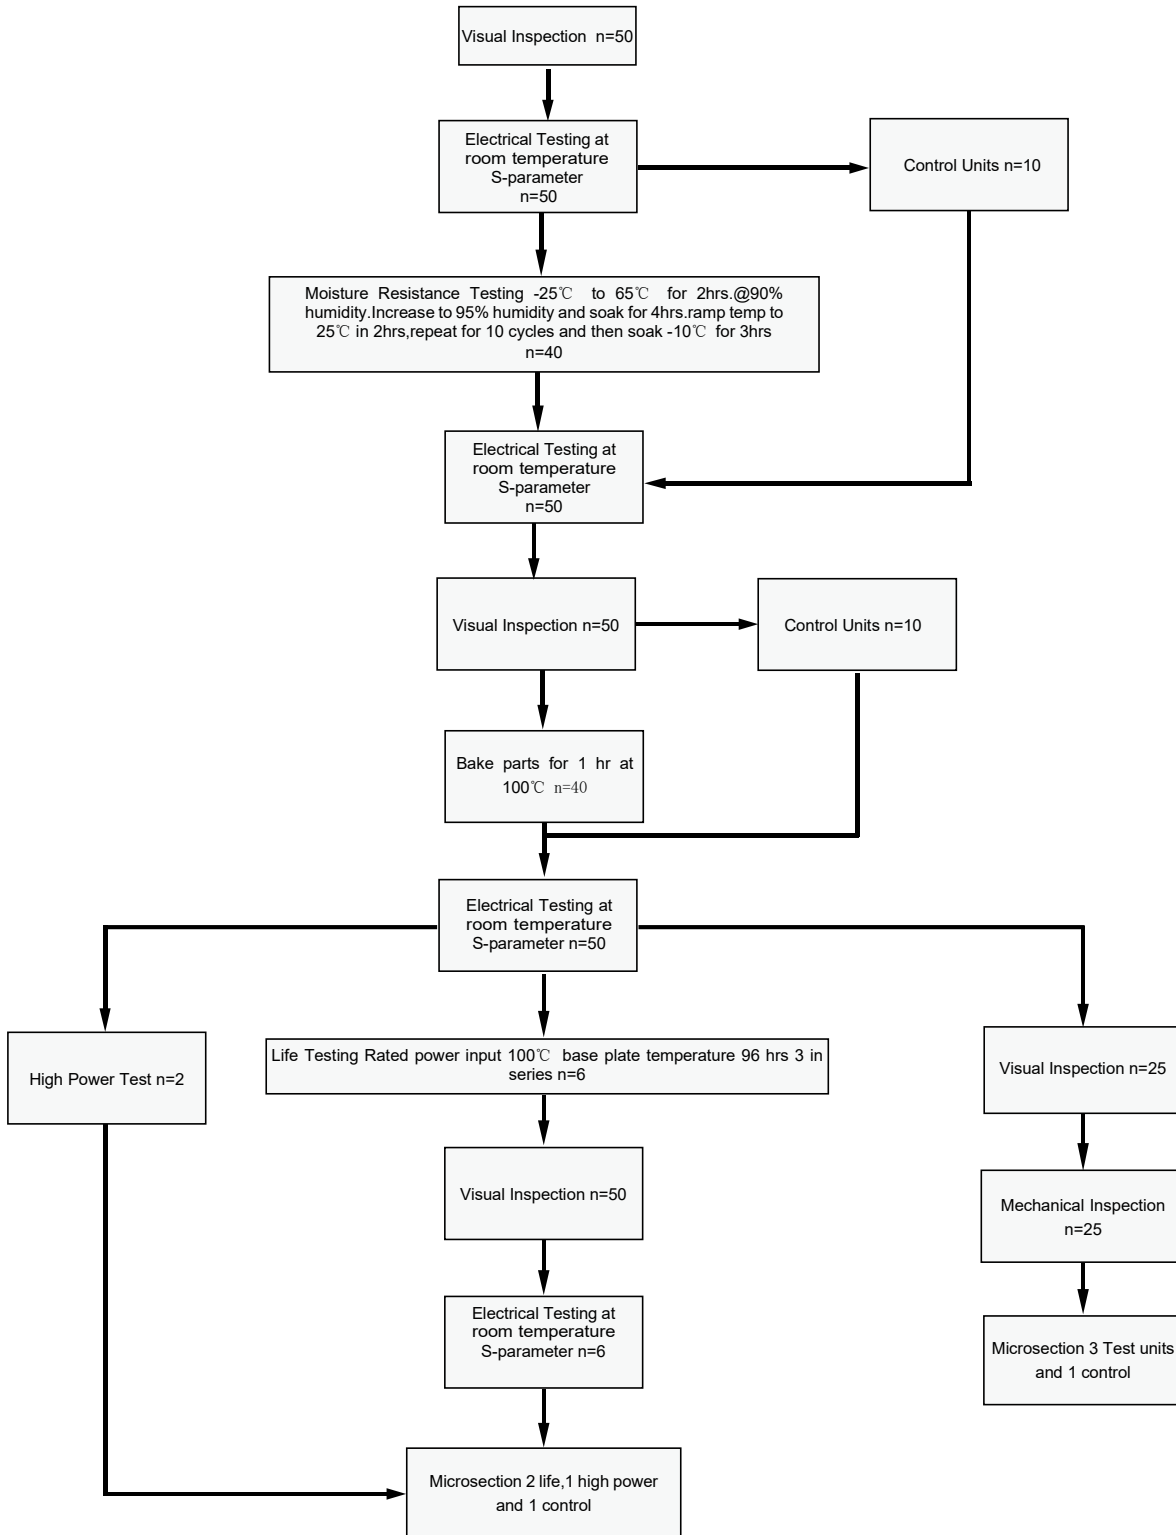 Visual Inspection n=50
Electrical Testing at
room temperature
S-parameter
n=50
Control Units n=10
Moisture Resistance Testing -25℃ to 65℃ for 2hrs.@90%
humidity.Increase to 95% humidity and soak for 4hrs.ramp temp to
25℃ in 2hrs,repeat for 10 cycles and then soak -10℃ for 3hrs
n=40
Electrical Testing at
room temperature
S-parameter
n=50
Visual Inspection n=50
Control Units n=10
Bake parts for 1 hr at
100℃ n=40
Electrical Testing at
room temperature
S-parameter n=50
High Power Test n=2
Life Testing Rated power input 100℃ base plate temperature 96 hrs 3 in
series n=6
Visual Inspection n=25
Visual Inspection n=50
Mechanical Inspection
n=25
Electrical Testing at
room temperature
S-parameter n=6
Microsection 3 Test units
and 1 control
Microsection 2 life,1 high power
and 1 control